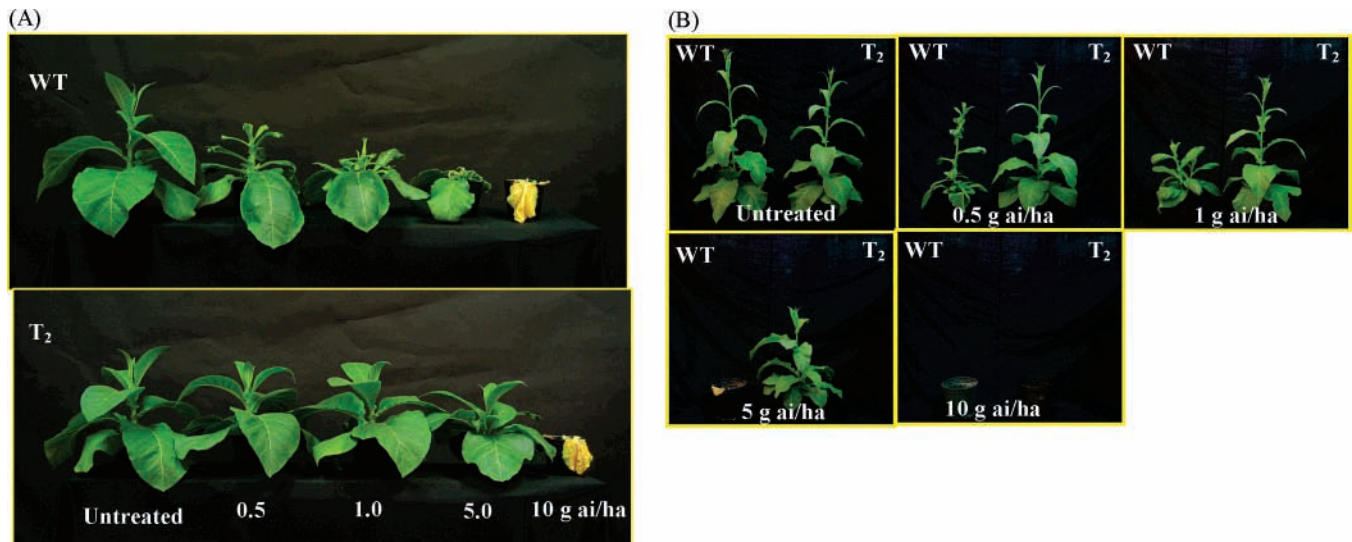 (A)
WT
T₂
Untreated 0.5 1.0 5.0 10 g ai/ha
(B)
WT T₂
Untreated
WT T₂
0.5 g ai/ha
WT T₂
1 g ai/ha
WT T₂
5 g ai/ha
WT T₂
10 g ai/ha